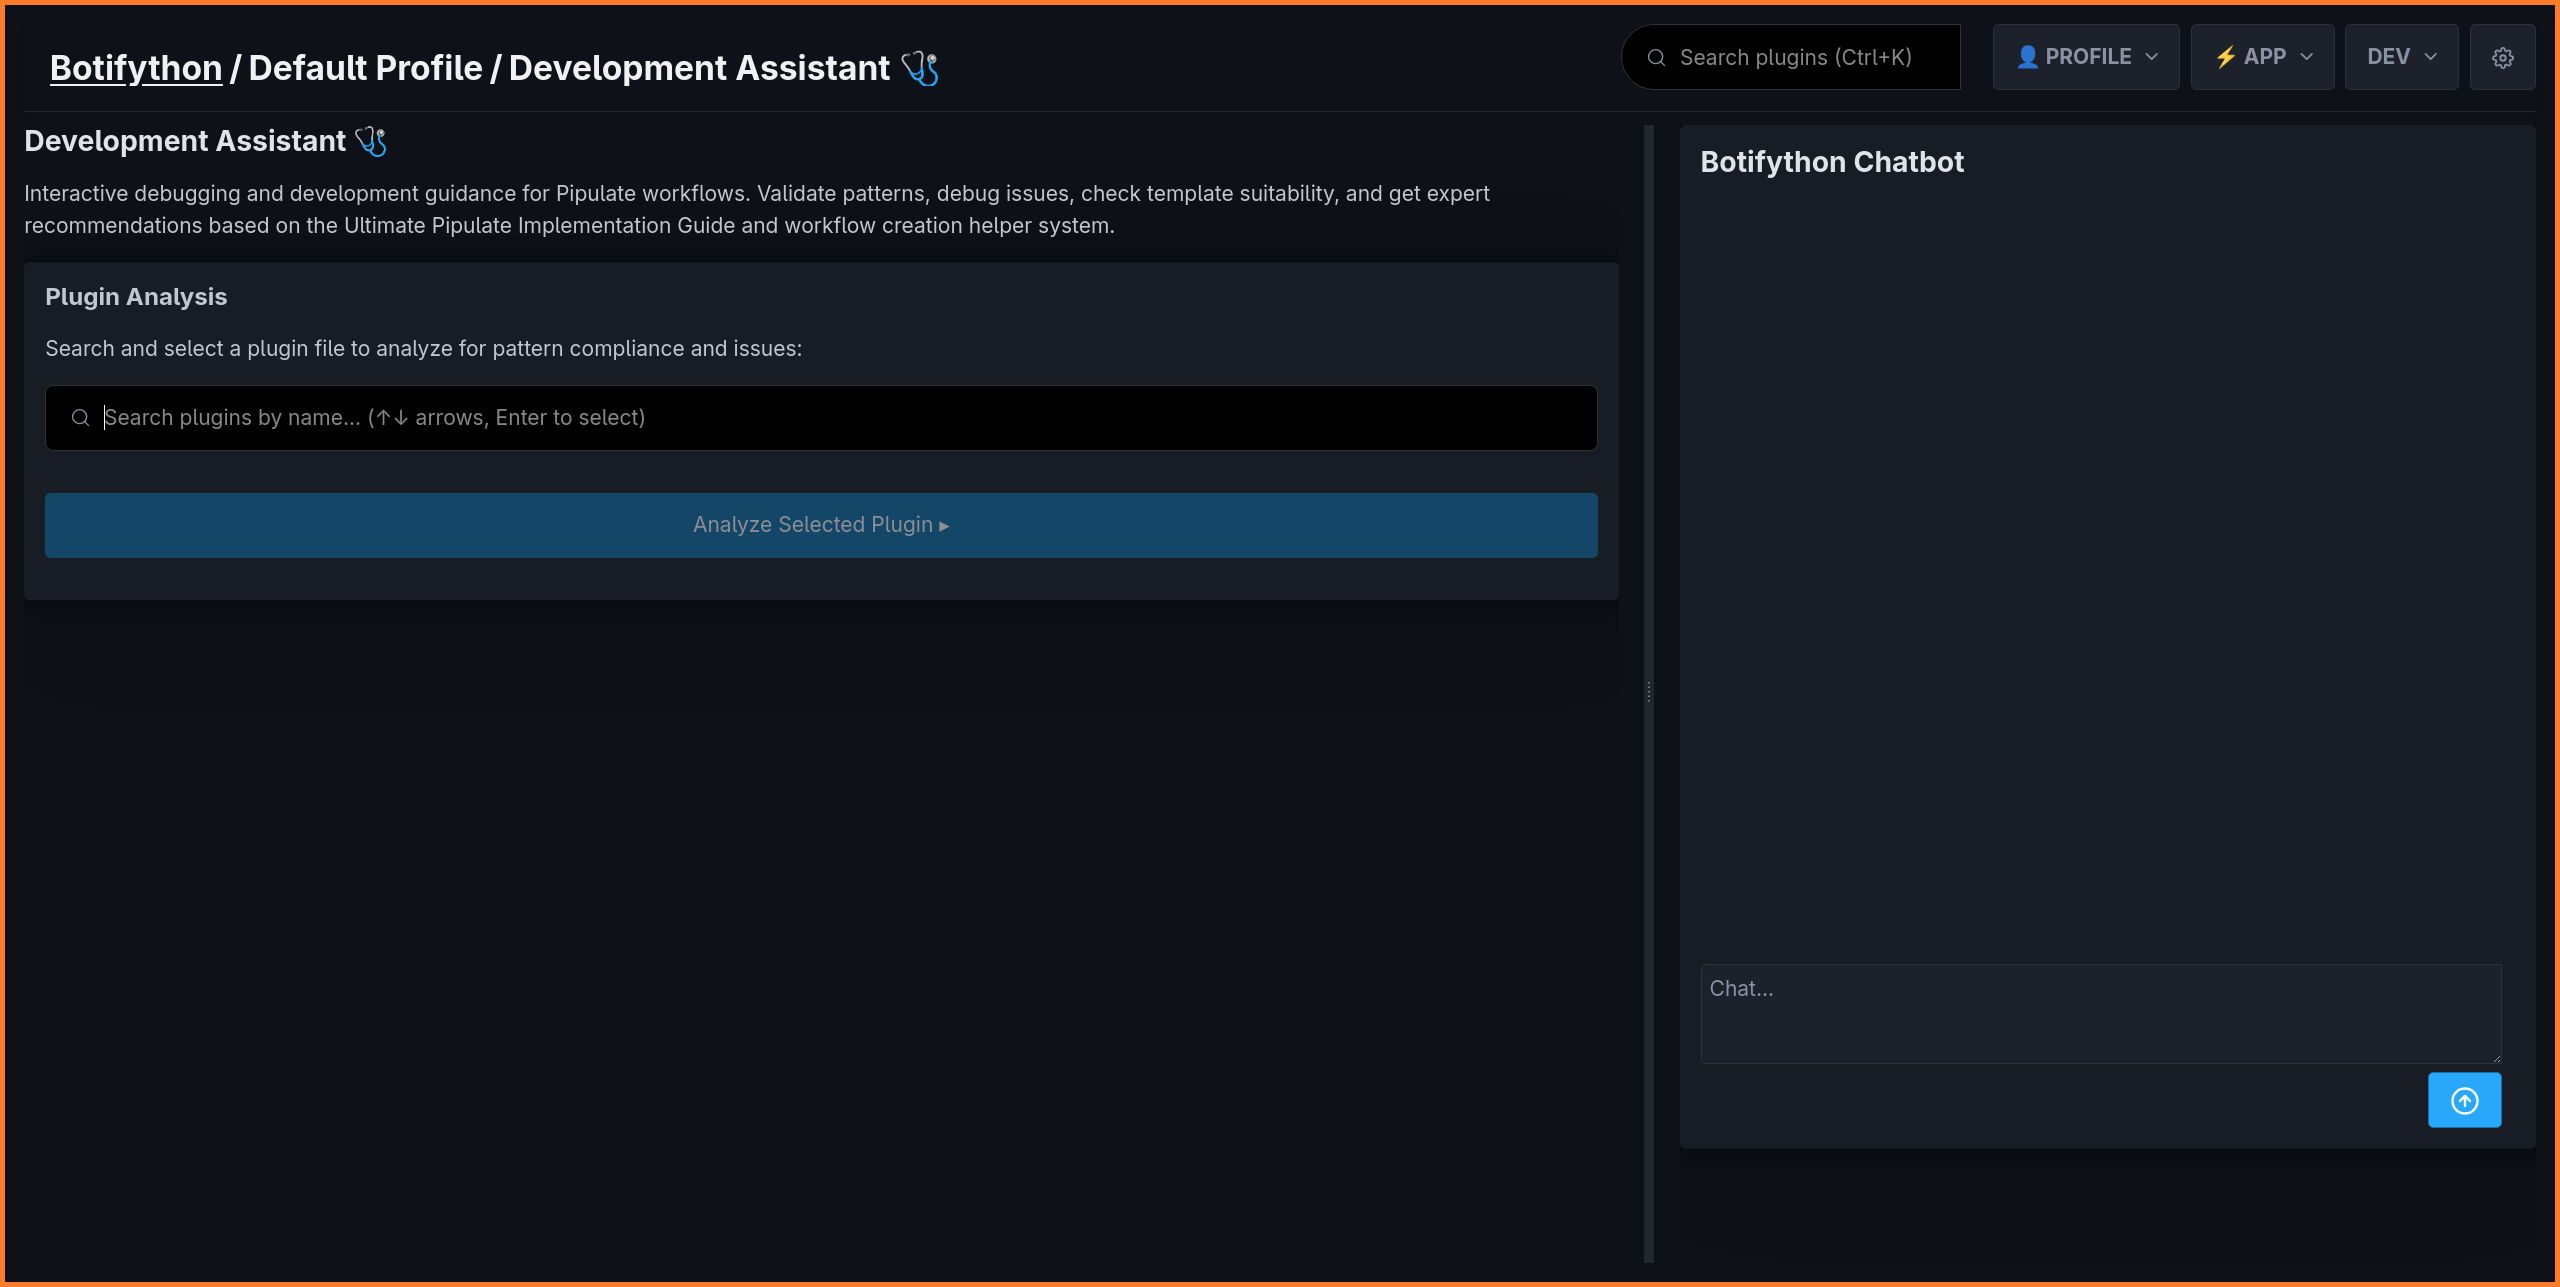 Botifython / Default Profile / Development Assistant 🩺
Search plugins (Ctrl+K)
👤 PROFILE
⚡ APP
DEV
Development Assistant 🩺
Interactive debugging and development guidance for Pipulate workflows. Validate patterns, debug issues, check template suitability, and get expert
recommendations based on the Ultimate Pipulate Implementation Guide and workflow creation helper system.
Plugin Analysis
Search and select a plugin file to analyze for pattern compliance and issues:
Search plugins by name... (↑↓ arrows, Enter to select)
Analyze Selected Plugin ▸
Botifython Chatbot
Chat...